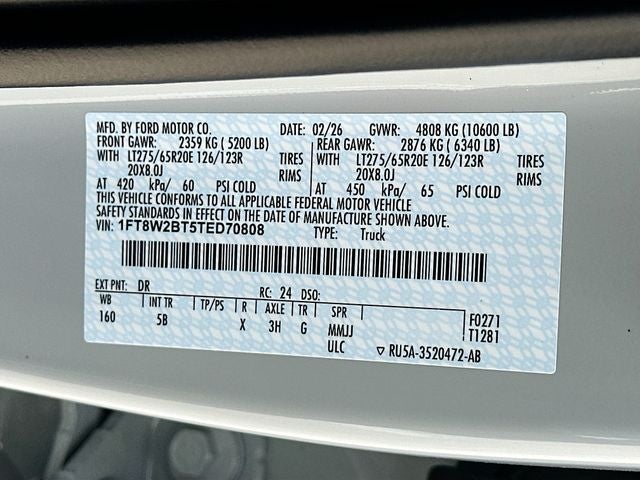 MFD. BY FORD MOTOR CO. DATE: 02/26 GVWR: 4808 KG (10600 LB)
FRONT GAWR: 2359 KG (5200 LB) REAR GAWR: 2876 KG (6340 LB)
WITH LT275/65R20E 126/123R TIRES WITH LT275/65R20E 126/123R TIRES
20X8.0J RIMS 20X8.0J RIMS
AT 420 kPa/ 60 PSI COLD AT 450 kPa/ 65 PSI COLD
THIS VEHICLE CONFORMS TO ALL APPLICABLE FEDERAL MOTOR VEHICLE
SAFETY STANDARDS IN EFFECT ON THE DATE OF MANUFACTURE SHOWN ABOVE.
VIN: 1FT8W2BT5TED70808 TYPE: Truck
EXT PNT: DR RC: 24 DSO:
WB INT TR TP/PS R AXLE TR SPR F0271
160 5B X 3H G MMJJ T1281
ULC ▽ RU5A-3520472-AB